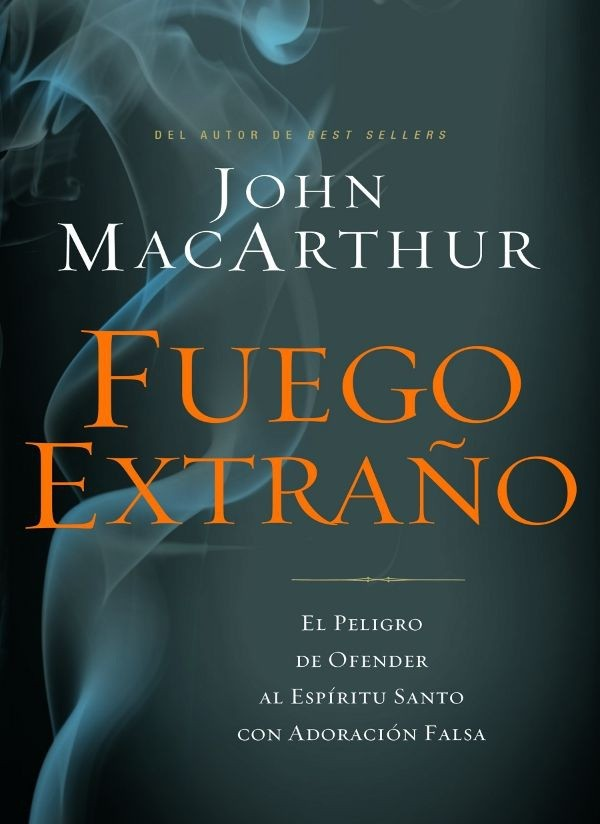 DEL AUTOR DE BEST SELLERS
JOHN
MACARTHUR
FUEGO
EXTRAÑO
EL PELIGRO
DE OFENDER
AL ESPÍRITU SANTO
CON ADORACIÓN FALSA